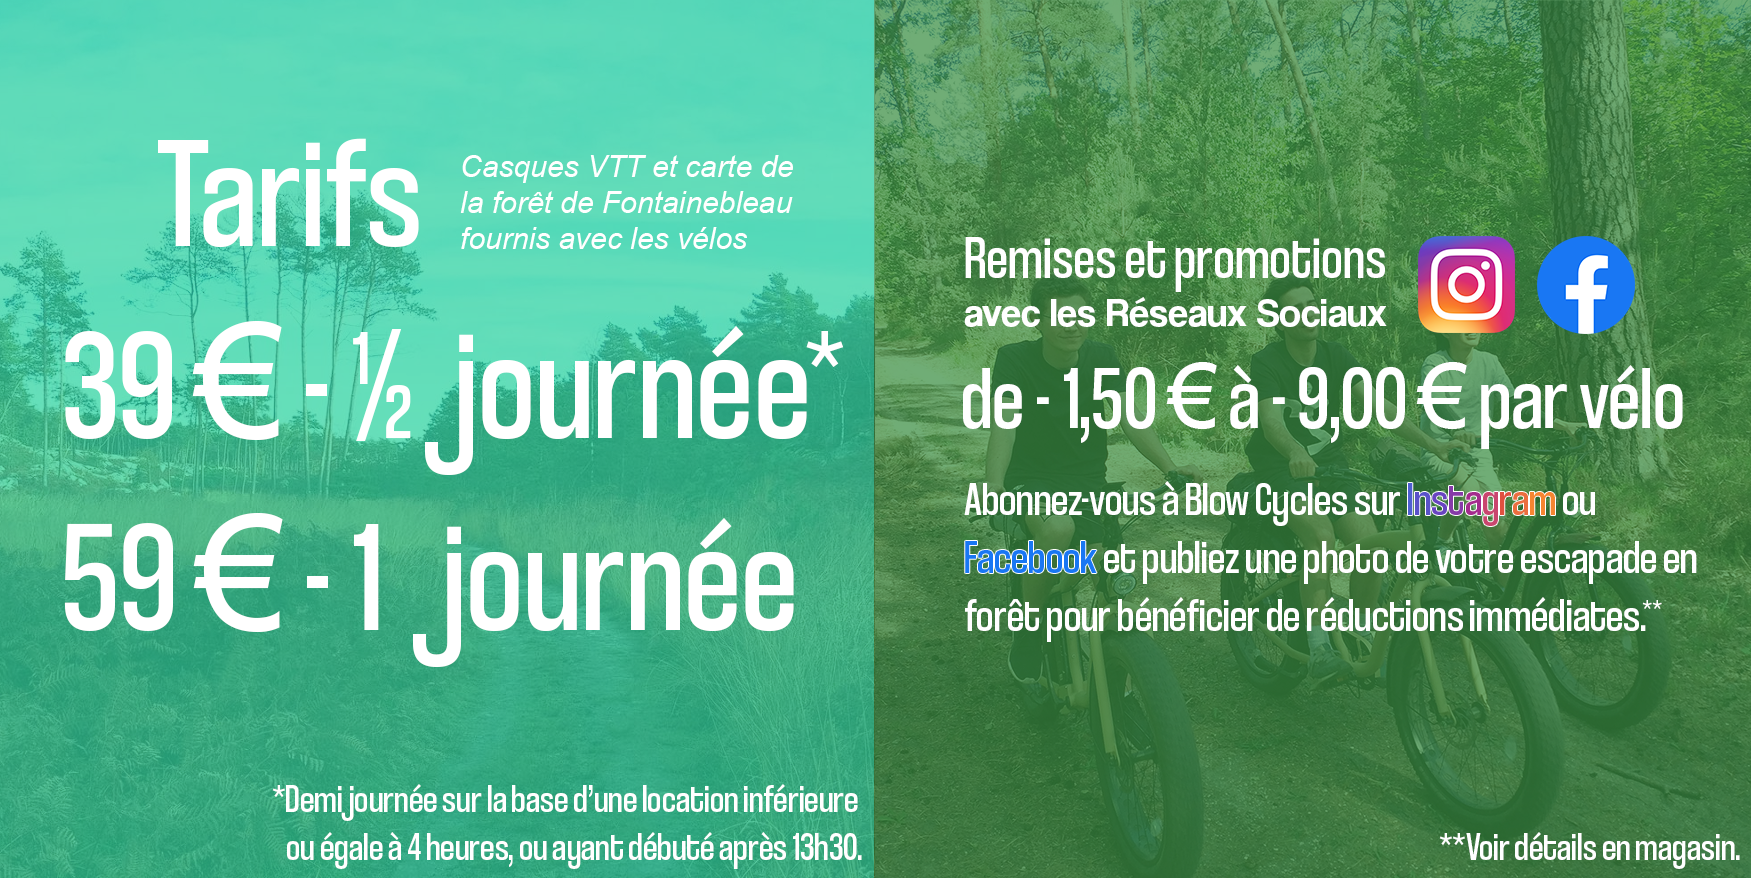 Tarifs
Casques VTT et carte de
la forêt de Fontainebleau
fournis avec les vélos
39 € - ½ journée*
59 € - 1 journée
*Demi journée sur la base d'une location inférieure
ou égale à 4 heures, ou ayant débuté après 13h30.
Remises et promotions
avec les Réseaux Sociaux
de - 1,50 € à - 9,00 € par vélo
Abonnez-vous à Blow Cycles sur Instagram ou
Facebook et publiez une photo de votre escapade en
forêt pour bénéficier de réductions immédiates.**
**Voir détails en magasin.